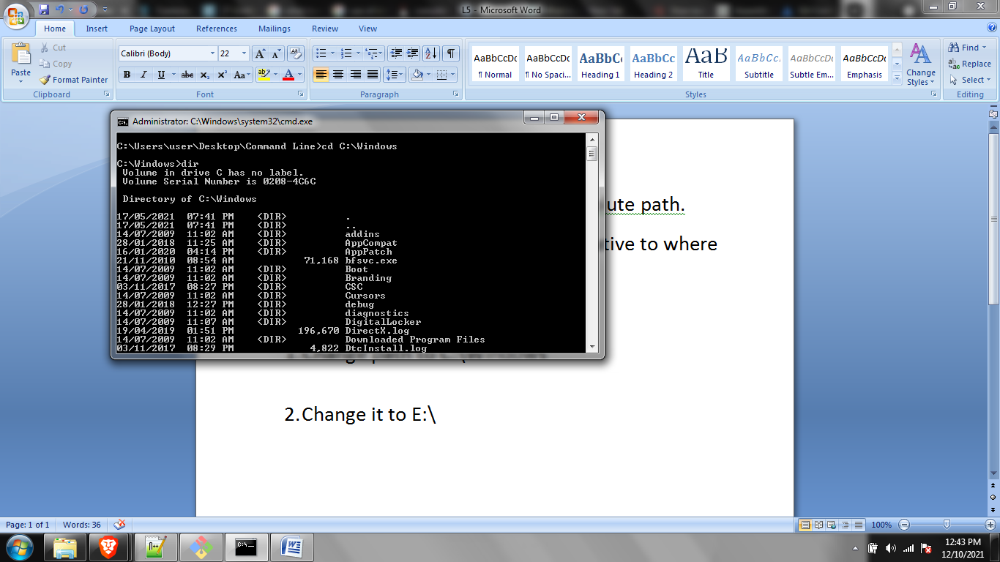 L5 - Microsoft Word
Home Insert Page Layout References Mailings Review View
Paste
Cut
Copy
Format Painter
Clipboard
Calibri (Body) 22
Font
Paragraph
AaBbCcDc AaBbCcDc AaBbC AaBbCc AaB AaBbCc. AaBbCcDc AaBbCcDc
¶ Normal ¶ No Spaci... Heading 1 Heading 2 Title Subtitle Subtle Em... Emphasis
Change Styles
Styles
Find
Replace
Select
Editing
Administrator: C:\Windows\system32\cmd.exe
C:\Users\user\Desktop\Command Line>cd C:\Windows
C:\Windows>dir
Volume in drive C has no label.
Volume Serial Number is 0208-4C6C
Directory of C:\Windows
17/05/2021 07:41 PM <DIR> .
17/05/2021 07:41 PM <DIR> ..
14/07/2009 11:02 AM <DIR> addins
28/01/2018 11:25 AM <DIR> AppCompat
16/01/2020 04:14 PM <DIR> AppPatch
21/11/2010 08:54 AM 71,168 bfsvc.exe
14/07/2009 11:02 AM <DIR> Boot
14/07/2009 11:02 AM <DIR> Branding
03/11/2017 08:27 PM <DIR> CSC
14/07/2009 11:02 AM <DIR> Cursors
28/01/2018 12:27 PM <DIR> debug
14/07/2009 11:02 AM <DIR> diagnostics
14/07/2009 11:07 AM <DIR> DigitalLocker
19/04/2019 01:51 PM 196,670 DirectX.log
14/07/2009 11:02 AM <DIR> Downloaded Program Files
03/11/2017 08:29 PM 4,822 DtcInstall.log
ute path.
tive to where
2. Change it to E:\
Page: 1 of 1 Words: 36 100%
12:43 PM
12/10/2021